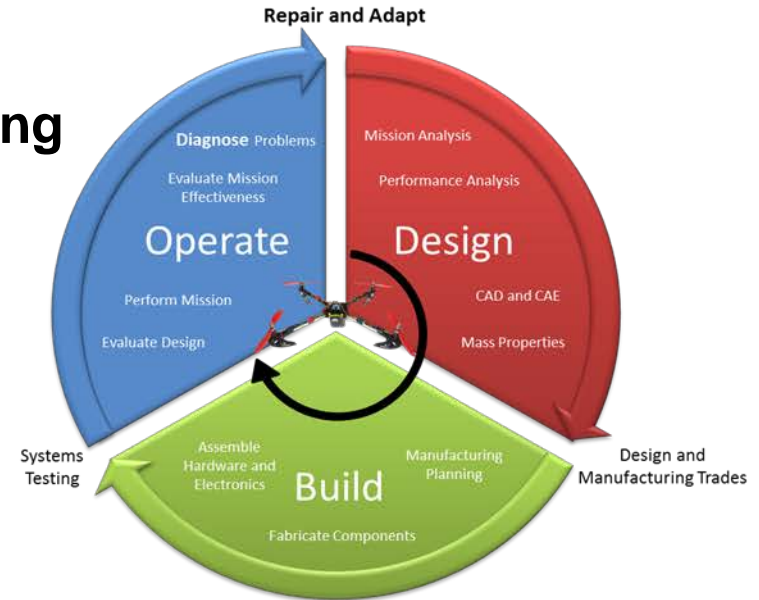 Repair and Adapt
ng
Diagnose Problems
Evaluate Mission
Effectiveness
Operate
Perform Mission
Evaluate Design
Mission Analysis
Performance Analysis
Design
CAD and CAE
Mass Properties
Systems
Testing
Design and
Manufacturing Trades
Assemble
Hardware and
Electronics
Build
Manufacturing
Planning
Fabricate Components